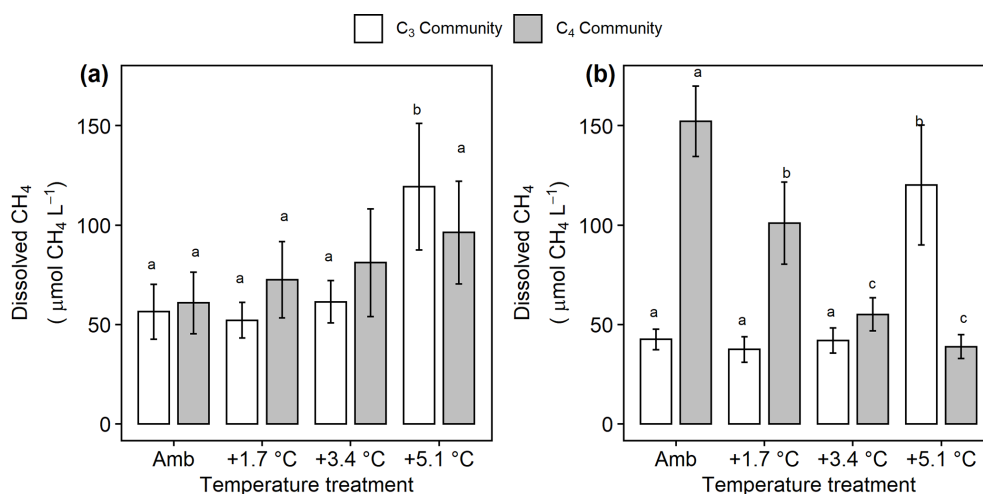 C3 Community C4 Community
(a)
Dissolved CH4
( μmol CH4 L−1)
150
100
50
0
a a a a a a b a
Amb +1.7 °C +3.4 °C +5.1 °C
Temperature treatment
(b)
Dissolved CH4
( μmol CH4 L−1)
150
100
50
0
a a a b a c b c
Amb +1.7 °C +3.4 °C +5.1 °C
Temperature treatment